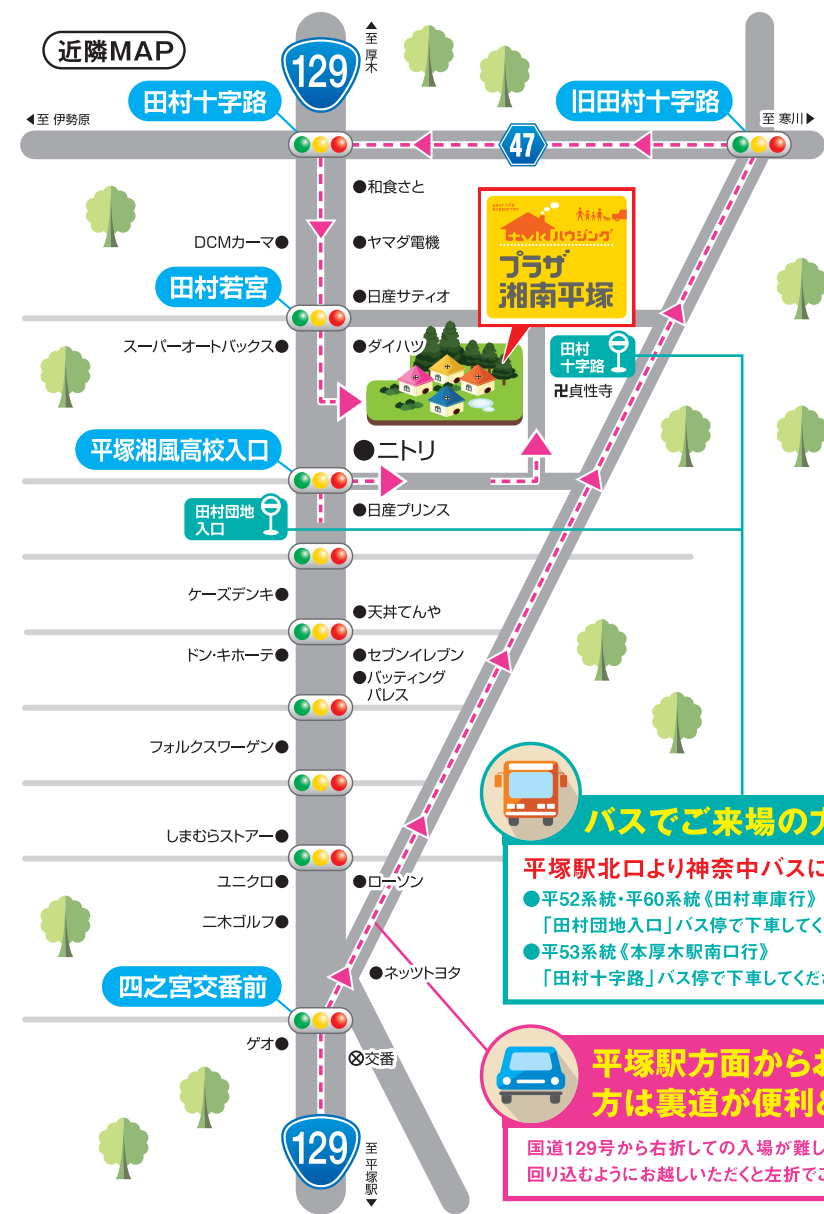 近隣MAP
129
▲至 厚木
田村十字路
旧田村十字路
◀至 伊勢原
至 寒川▶
47
●和食さと
DCMカーマ●
●ヤマダ電機
ハウジング
プラザ
湘南平塚
田村若宮
●日産サティオ
スーパーオートバックス●
●ダイハツ
田村
十字路
卍貞性寺
平塚湘風高校入口
●ニトリ
田村団地
入口
●日産プリンス
ケーズデンキ●
●天丼てんや
ドン・キホーテ●
●セブンイレブン
●バッティング
パレス
フォルクスワーゲン●
バスでご来場の方
しまむらストアー●
平塚駅北口より神奈中バスに
ユニクロ●
●ローソン
●平52系統・平60系統《田村車庫行》
二木ゴルフ●
「田村団地入口」バス停で下車してく
●平53系統《本厚木駅南口行》
「田村十字路」バス停で下車してくださ
●ネッツトヨタ
四之宮交番前
ゲオ●
⊗交番
平塚駅方面からお
方は裏道が便利と
129
至 平塚駅▼
国道129号から右折しての入場が難し
回り込むようにお越しいただくと左折でご